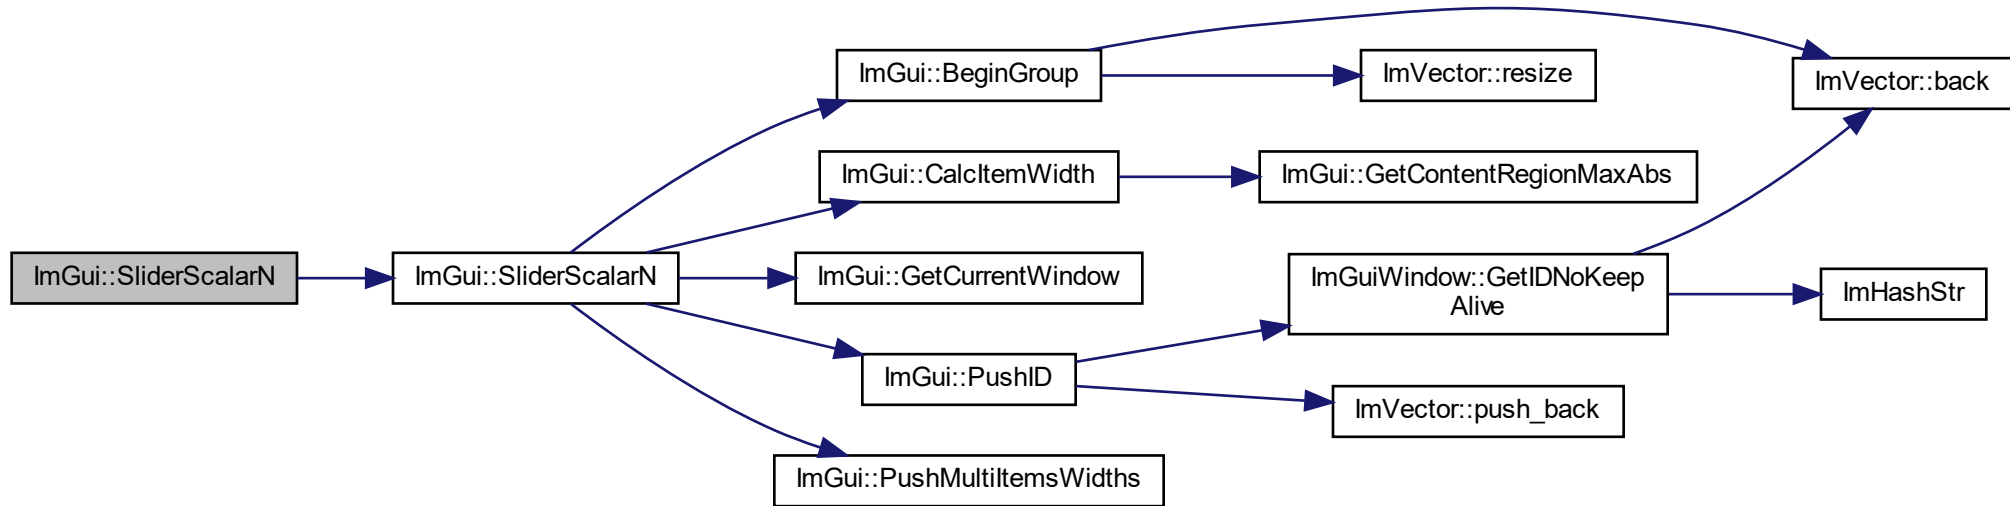 ImGui::SliderScalarN
ImGui::SliderScalarN
ImGui::BeginGroup
ImVector::resize
ImVector::back
ImGui::CalcItemWidth
ImGui::GetContentRegionMaxAbs
ImGui::GetCurrentWindow
ImGui::PushID
ImGuiWindow::GetIDNoKeep
Alive
ImHashStr
ImVector::push_back
ImGui::PushMultiItemsWidths